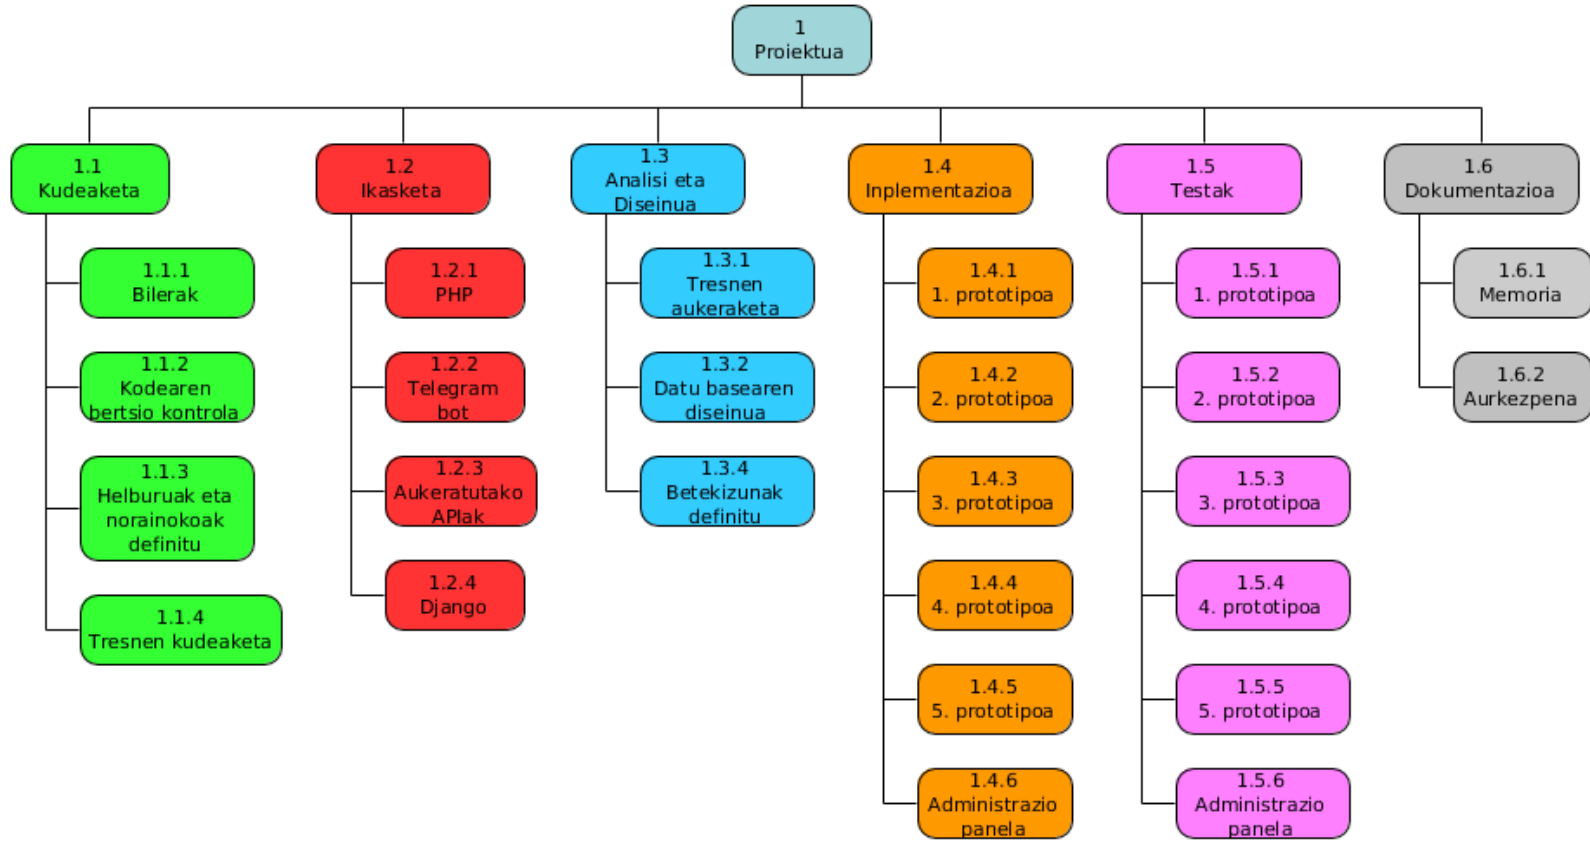 1
Proiektua
1.1
Kudeaketa
1.1.1
Bilerak
1.1.2
Kodearen
bertsio kontrola
1.1.3
Helburuak eta
norainokoak
definitu
1.1.4
Tresnen kudeaketa
1.2
Ikasketa
1.2.1
PHP
1.2.2
Telegram
bot
1.2.3
Aukeratutako
APIak
1.2.4
Django
1.3
Analisi eta
Diseinua
1.3.1
Tresnen
aukeraketa
1.3.2
Datu basearen
diseinua
1.3.4
Betekizunak
definitu
1.4
Inplementazioa
1.4.1
1. prototipoa
1.4.2
2. prototipoa
1.4.3
3. prototipoa
1.4.4
4. prototipoa
1.4.5
5. prototipoa
1.4.6
Administrazio
panela
1.5
Testak
1.5.1
1. prototipoa
1.5.2
2. prototipoa
1.5.3
3. prototipoa
1.5.4
4. prototipoa
1.5.5
5. prototipoa
1.5.6
Administrazio
panela
1.6
Dokumentazioa
1.6.1
Memoria
1.6.2
Aurkezpena